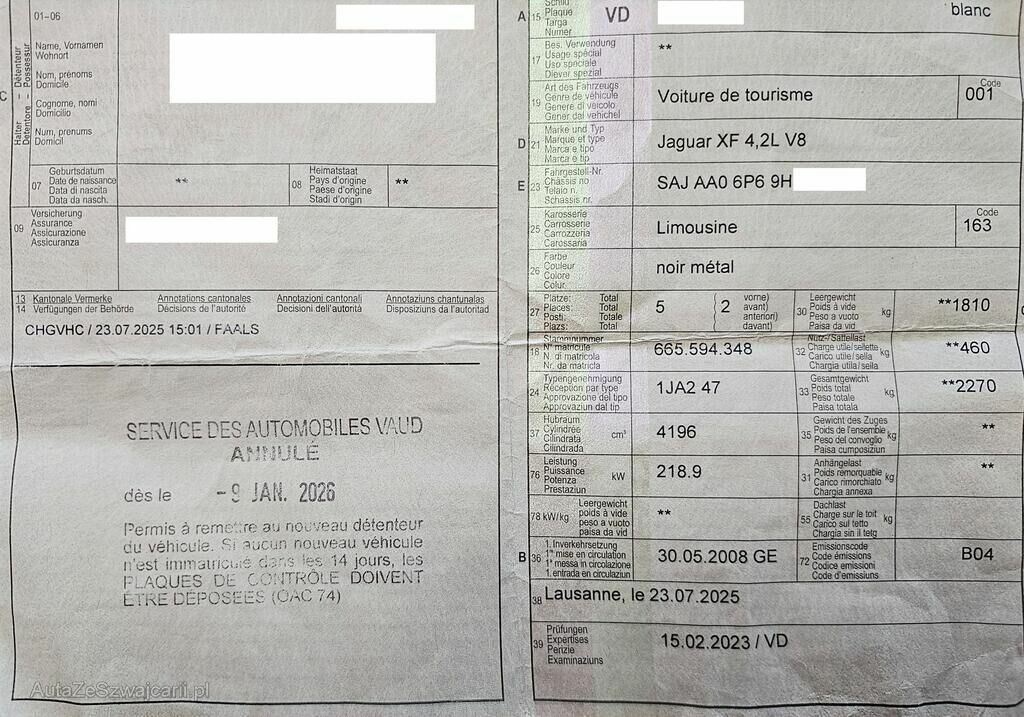 01-06
Halter – Détenteur
Detentore – Possessur
C
Name, Vornamen
Wohnort
Nom, prénoms
Domicile
Cognome, nomi
Domicilio
Num, prenums
Domicil
07
Geburtsdatum
Date de naissance
Data di nascita
Data da nasch.
**
08
Heimatstaat
Pays d'origine
Paese d'origine
Stadi d'origin
**
09
Versicherung
Assurance
Assicurazione
Assicuranza
13 Kantonale Vermerke Annotations cantonales Annotazioni cantonali Annotaziuns chantunalas
14 Verfügungen der Behörde Décisions de l'autorité Decisioni dell'autorità Disposiziuns da l'autoritad
CHGVHC / 23.07.2025 15:01 / FAALS
SERVICE DES AUTOMOBILES VAUD
ANNULÉ
dès le - 9 JAN. 2026
Permis à remettre au nouveau détenteur
du véhicule. Si aucun nouveau véhicule
n'est immatriculé dans les 14 jours, les
PLAQUES DE CONTRÔLE DOIVENT
ÊTRE DÉPOSÉES (OAC 74)
AutaZeSzwajcarii.pl
A 15
Schild
Plaque
Targa
Numer
VD
blanc
17
Bes. Verwendung
Usage spécial
Uso speciale
Diever spezial
**
19
Art des Fahrzeugs
Genre de véhicule
Genere di veicolo
Gener dal vehichel
Voiture de tourisme
Code
001
D 21
Marke und Typ
Marque et type
Marca e tipo
Marca e tip
Jaguar XF 4,2L V8
E 23
Fahrgestell-Nr.
Châssis no
Telaio n.
Schassis nr.
SAJ AA0 6P6 9H
25
Karosserie
Carrosserie
Carrozzeria
Carossaria
Limousine
Code
163
26
Farbe
Couleur
Colore
Colur
noir métal
27
Plätze: Total
Places: Total
Posti: Totale
Plazs: Total
5
( 2
vorne)
avant)
anteriori)
davant)
30
Leergewicht
Poids à vide
Peso a vuoto
Paisa da vid
kg
**1810
18
Stammnummer
N° matricule
N. di matricola
Nr. da matricla
665.594.348
32
Nutz-/Sattellast
Charge utile/sellette
Carico utile/sella
Chargia utila/sella
kg
**460
24
Typengenehmigung
Réception par type
Approvazione del tipo
Approvaziun dal tip
1JA2 47
33
Gesamtgewicht
Poids total
Peso totale
Paisa totala
kg
**2270
37
Hubraum
Cylindrée
Cilindrata
Cilindrada
cm³
4196
35
Gewicht des Zuges
Poids de l'ensemble
Peso del convoglio
Paisa cumposiziun
kg
**
76
Leistung
Puissance
Potenza
Prestaziun
kW
218.9
31
Anhängelast
Poids remorquable
Carico rimorchiato
Chargia annexa
kg
**
78 kW/kg
Leergewicht
poids à vide
peso a vuoto
paisa da vid
**
55
Dachlast
Charge sur le toit
Carico sul tetto
Chargia sin il tetg
kg
B 36
1. Inverkehrsetzung
1re mise en circulation
1a messa in circolazione
1. entrada en circulaziun
30.05.2008 GE
72
Emissionscode
Code émissions
Codice emissioni
Code d'emissiuns
B04
38
Lausanne, le 23.07.2025
39
Prüfungen
Expertises
Perizie
Examinaziuns
15.02.2023 / VD